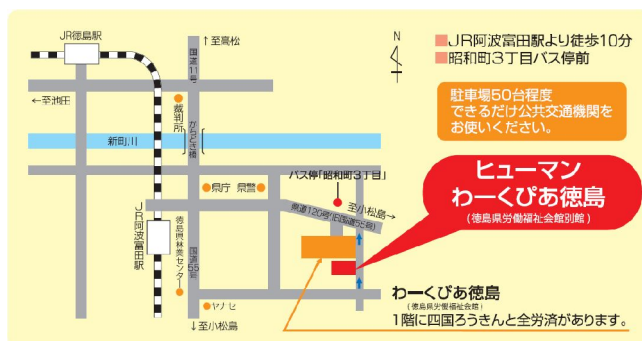 JR徳島駅
↑至高松
国道11号
N
■JR阿波富田駅より徒歩10分
■昭和町3丁目バス停前
←至池田
裁判所
駐車場50台程度
できるだけ公共交通機関を
お使いください。
新町川
かちどき橋
県庁 県警
バス停「昭和町3丁目」
至小松島→
県道120号(旧国道55号)
ヒューマン
わーくぴあ徳島
(徳島県労働福祉会館別館)
JR阿波富田駅
徳島県林業センター
国道55号
ヤナセ
↓至小松島
わーくぴあ徳島
(徳島県労働福祉会館)
1階に四国ろうきんと全労済があります。